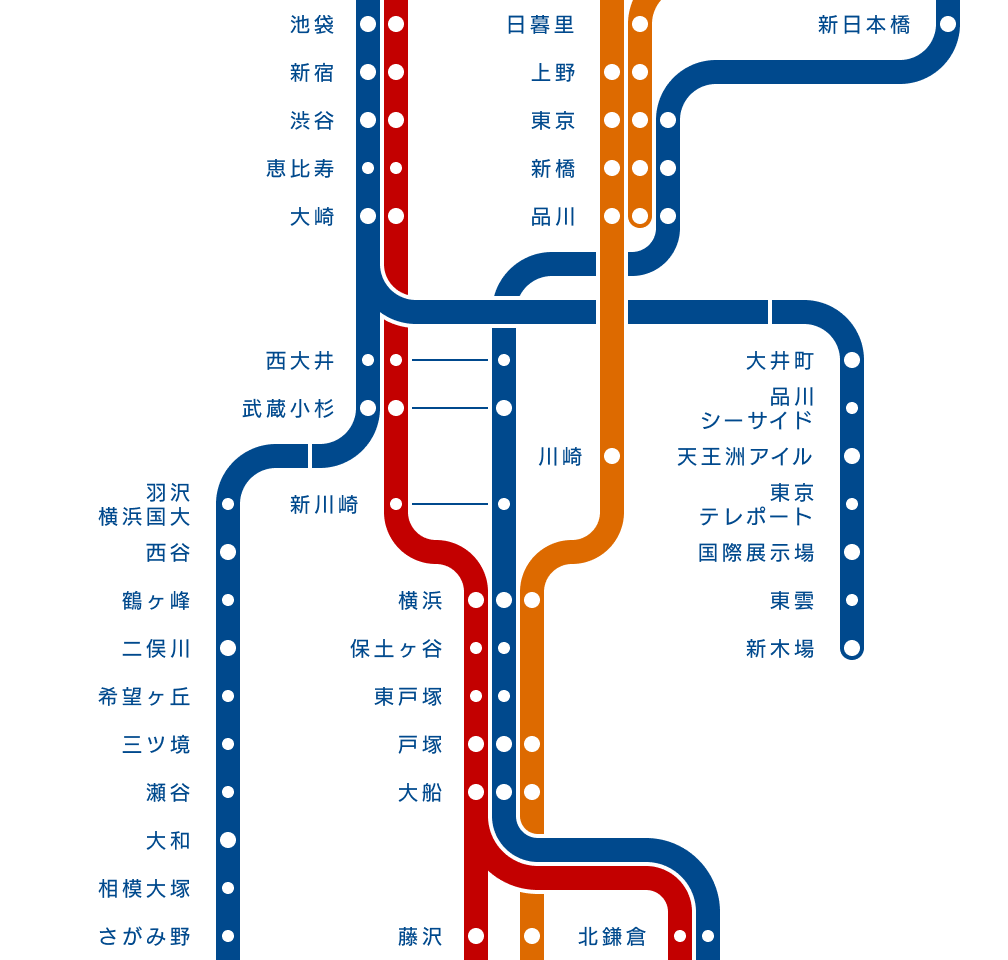 池袋
新宿
渋谷
恵比寿
大崎
日暮里
上野
東京
新橋
品川
新日本橋
西大井
武蔵小杉
大井町
品川
シーサイド
天王洲アイル
東京
テレポート
国際展示場
東雲
新木場
川崎
新川崎
羽沢
横浜国大
西谷
鶴ヶ峰
二俣川
希望ヶ丘
三ツ境
瀬谷
大和
相模大塚
さがみ野
横浜
保土ヶ谷
東戸塚
戸塚
大船
藤沢
北鎌倉